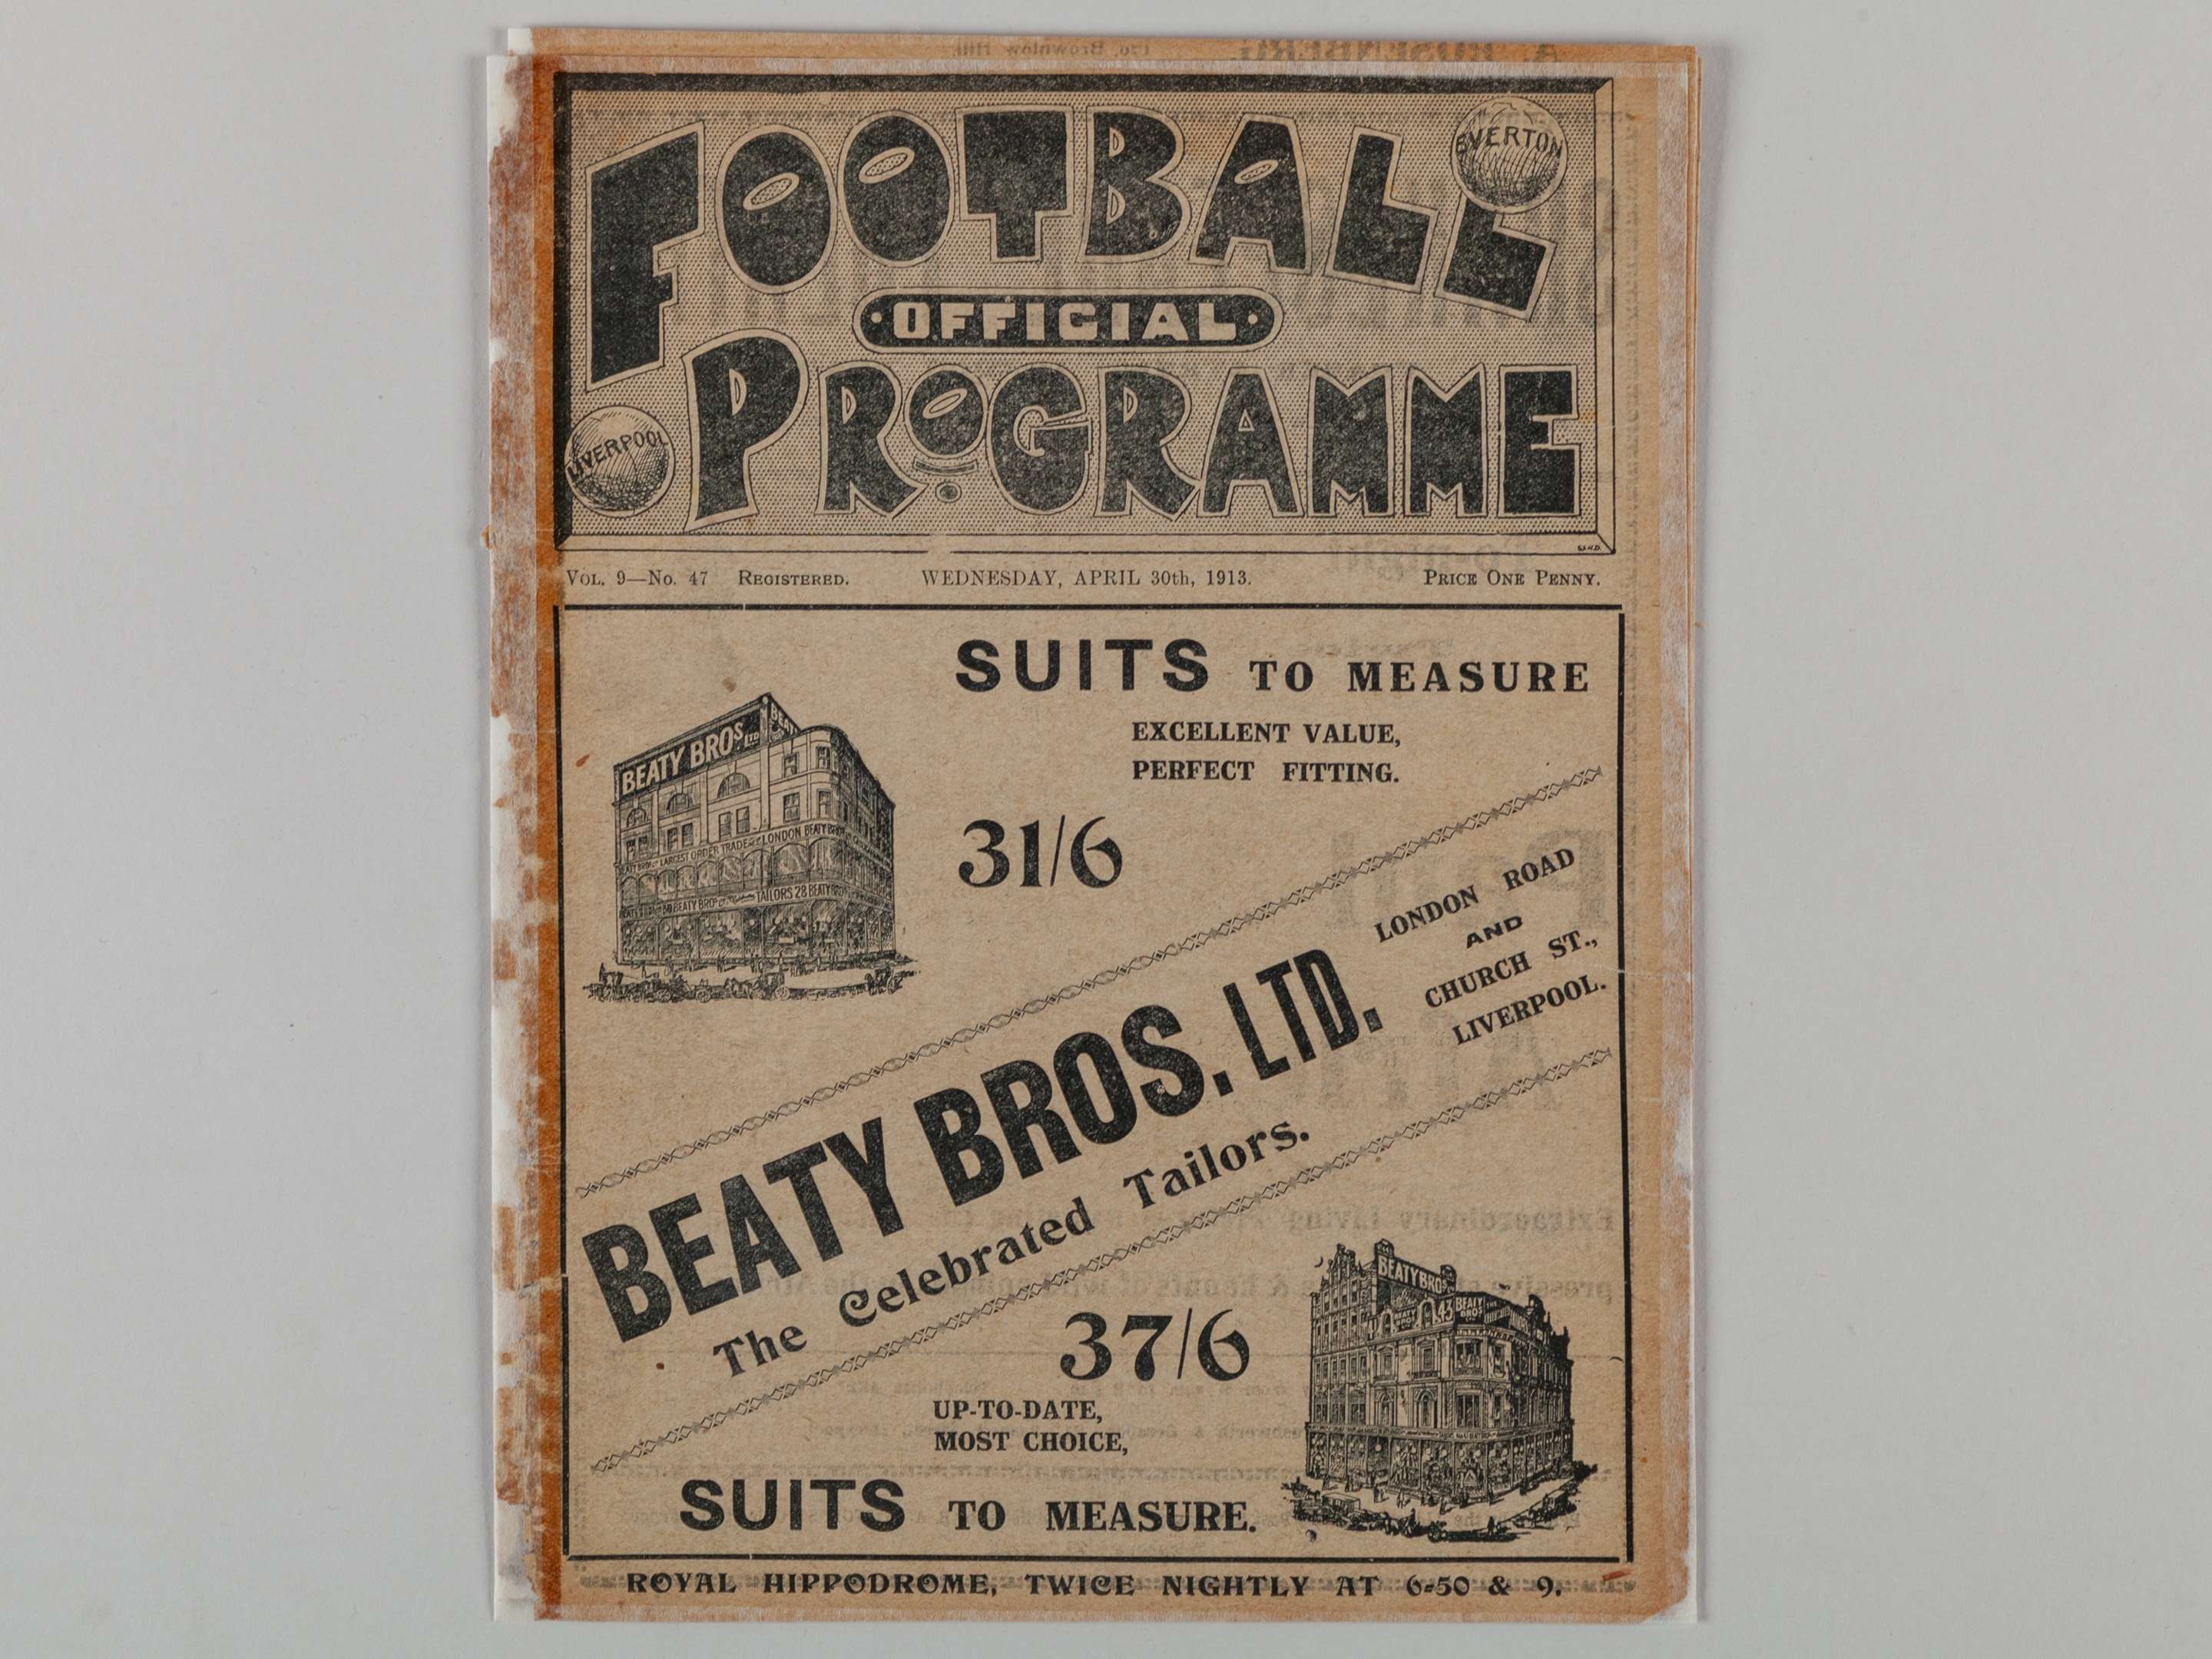 EVERTON
FOOTBALL
OFFICIAL
PROGRAMME
LIVERPOOL
VOL. 9—No. 47 REGISTERED. WEDNESDAY, APRIL 30th, 1913. PRICE ONE PENNY.
SUITS TO MEASURE
EXCELLENT VALUE,
PERFECT FITTING.
BEATY BROS. LTD
31/6
LONDON ROAD
AND
CHURCH ST.,
LIVERPOOL.
BEATY BROS. LTD.
The Celebrated Tailors.
37/6
BEATY BROS
UP-TO-DATE,
MOST CHOICE,
SUITS TO MEASURE.
ROYAL HIPPODROME, TWICE NIGHTLY AT 6-50 & 9.